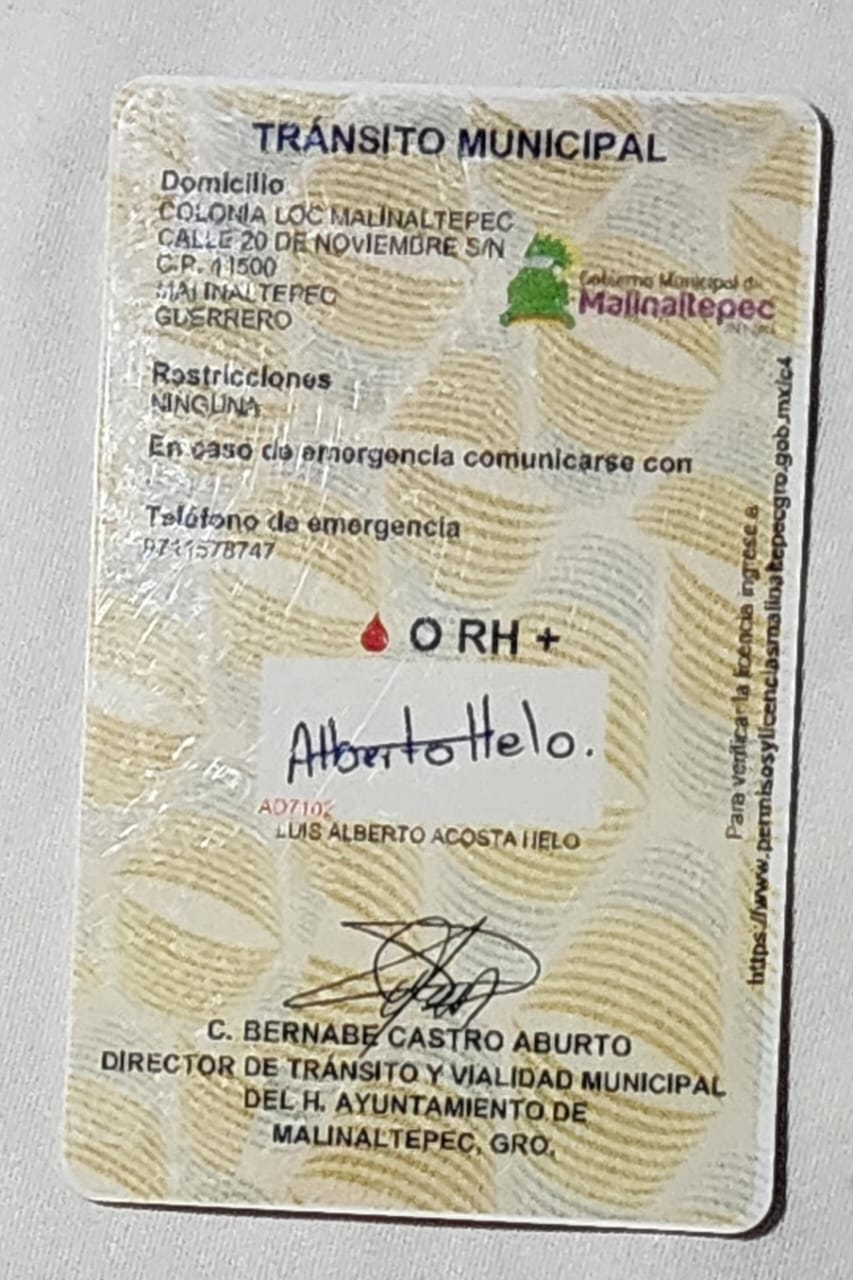 TRÁNSITO MUNICIPAL
Domicilio
COLONIA LOC MALINALTEPEC
CALLE 20 DE NOVIEMBRE S/N
C.P. 41500
MALINALTEPEC
GUERRERO
Gobierno Municipal de
Malinaltepec
Restricciones
NINGUNA
En caso de emergencia comunicarse con
Teléfono de emergencia
O RH +
Alberto Helo.
AD7102
LUIS ALBERTO ACOSTA HELO
C. BERNABE CASTRO ABURTO
DIRECTOR DE TRÁNSITO Y VIALIDAD MUNICIPAL
DEL H. AYUNTAMIENTO DE
MALINALTEPEC, GRO.
Para verificar la licencia ingrese a
https://www.permisosylicenciasmalinaltepecgro.gob.mx/c4